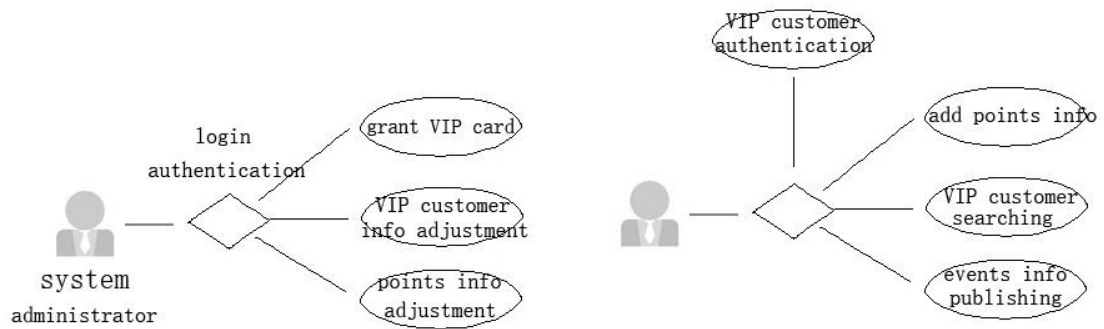 login
authentication
system
administrator
grant VIP card
VIP customer
info adjustment
points info
adjustment
VIP customer
authentication
add points info
VIP customer
searching
events info
publishing